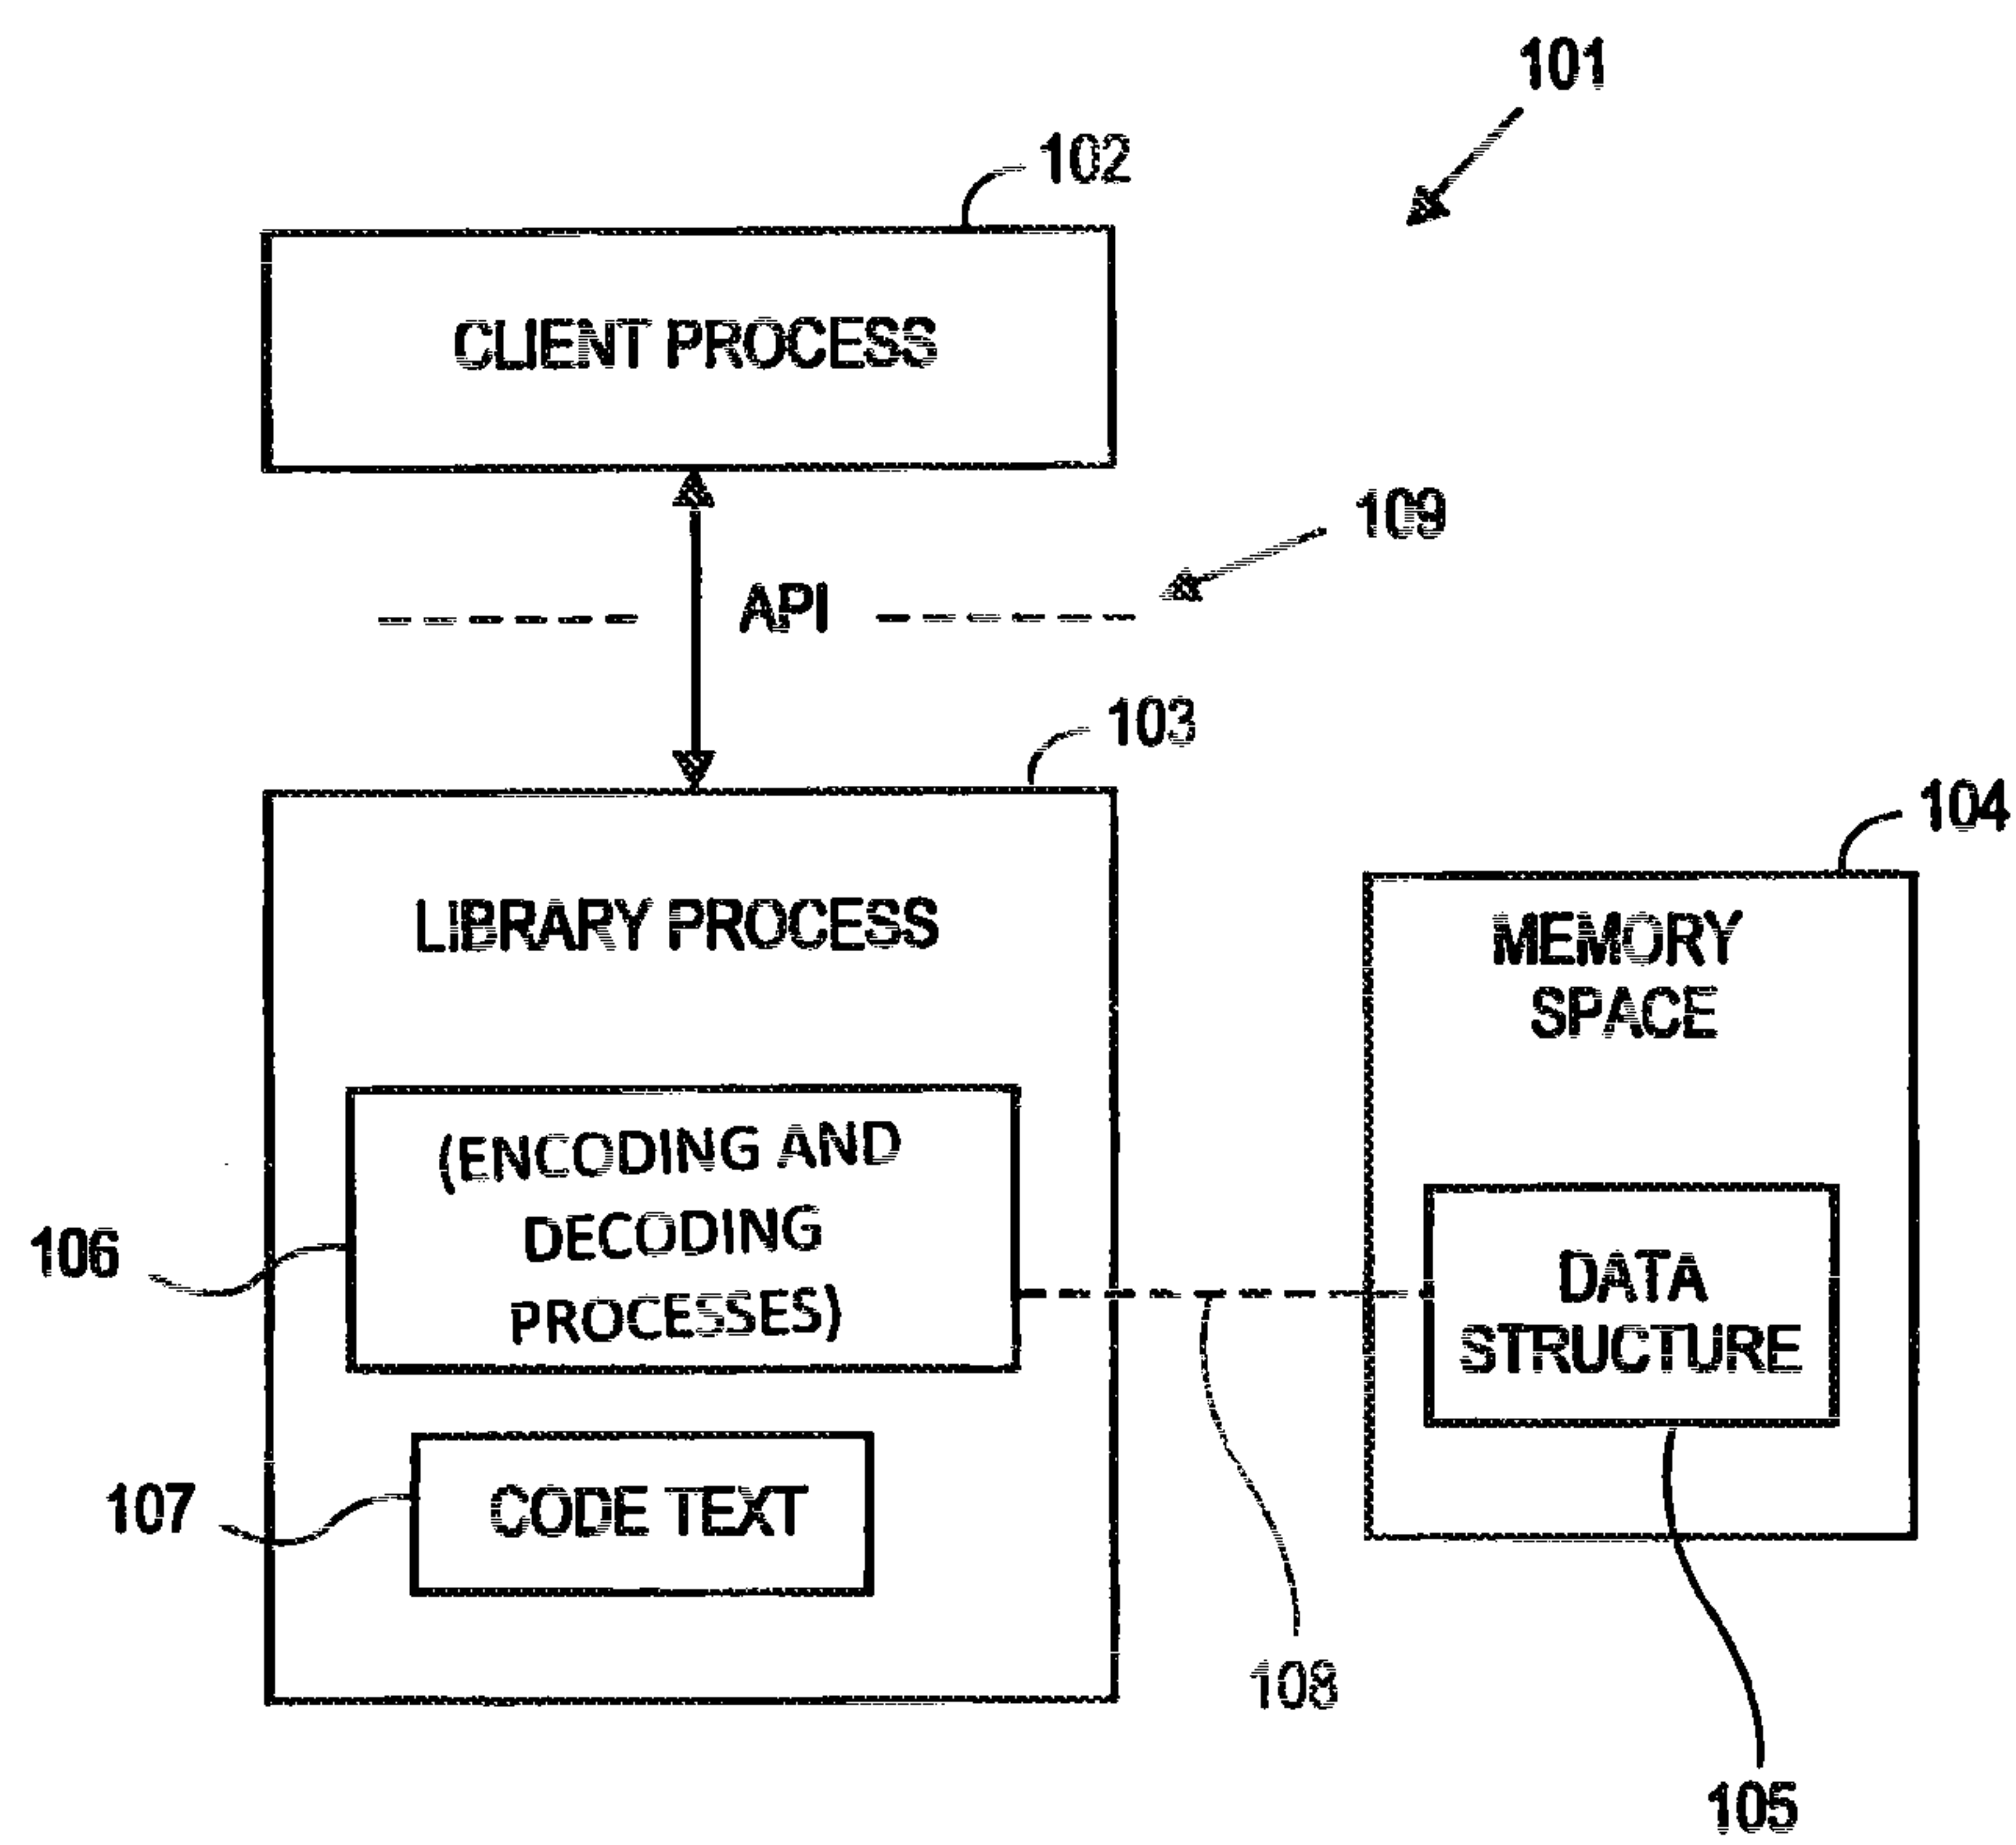 101
102
CLIENT PROCESS
109
API
103
104
LIBRARY PROCESS
MEMORY
SPACE
(ENCODING AND
DECODING
PROCESSES)
106
DATA
STRUCTURE
107
CODE TEXT
108
105